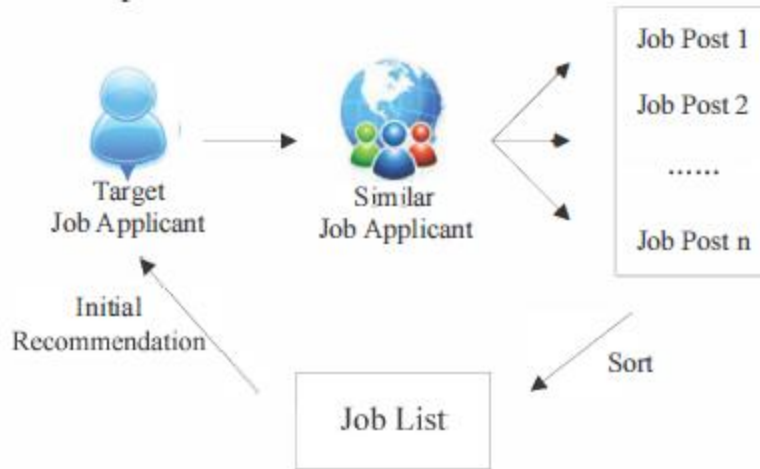 Job Post 1
Job Post 2
......
Job Post n
Target
Job Applicant
Similar
Job Applicant
Initial
Recommendation
Sort
Job List